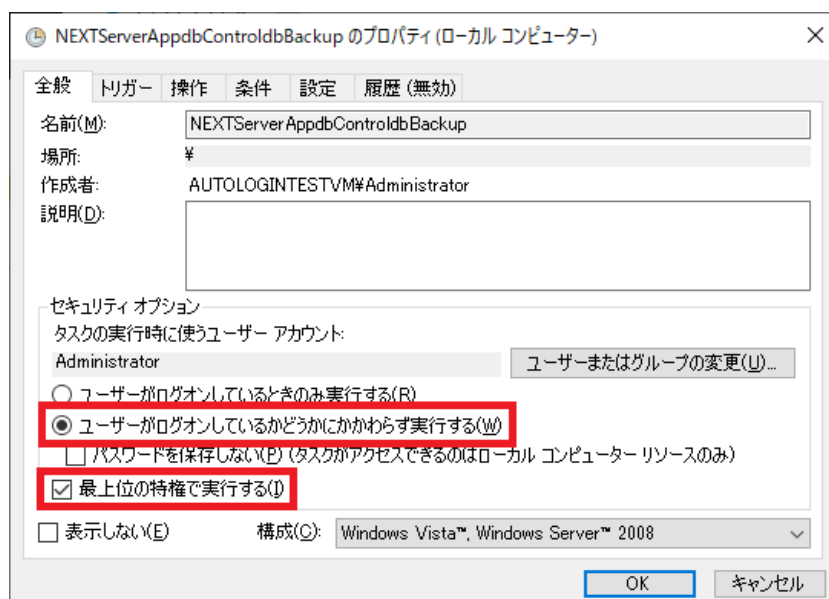 NEXTServerAppdbControldbBackup のプロパティ (ローカル コンピューター)
全般 トリガー 操作 条件 設定 履歴 (無効)
名前(M): NEXTServerAppdbControldbBackup
場所: ¥
作成者: AUTOLOGINTESTVM¥Administrator
説明(D):
セキュリティ オプション
タスクの実行時に使うユーザー アカウント:
Administrator ユーザーまたはグループの変更(U)...
ユーザーがログオンしているときのみ実行する(R)
ユーザーがログオンしているかどうかにかかわらず実行する(W)
パスワードを保存しない(P) (タスクがアクセスできるのはローカル コンピューター リソースのみ)
最上位の特権で実行する(I)
表示しない(E) 構成(C): Windows Vista™, Windows Server™ 2008
OK キャンセル